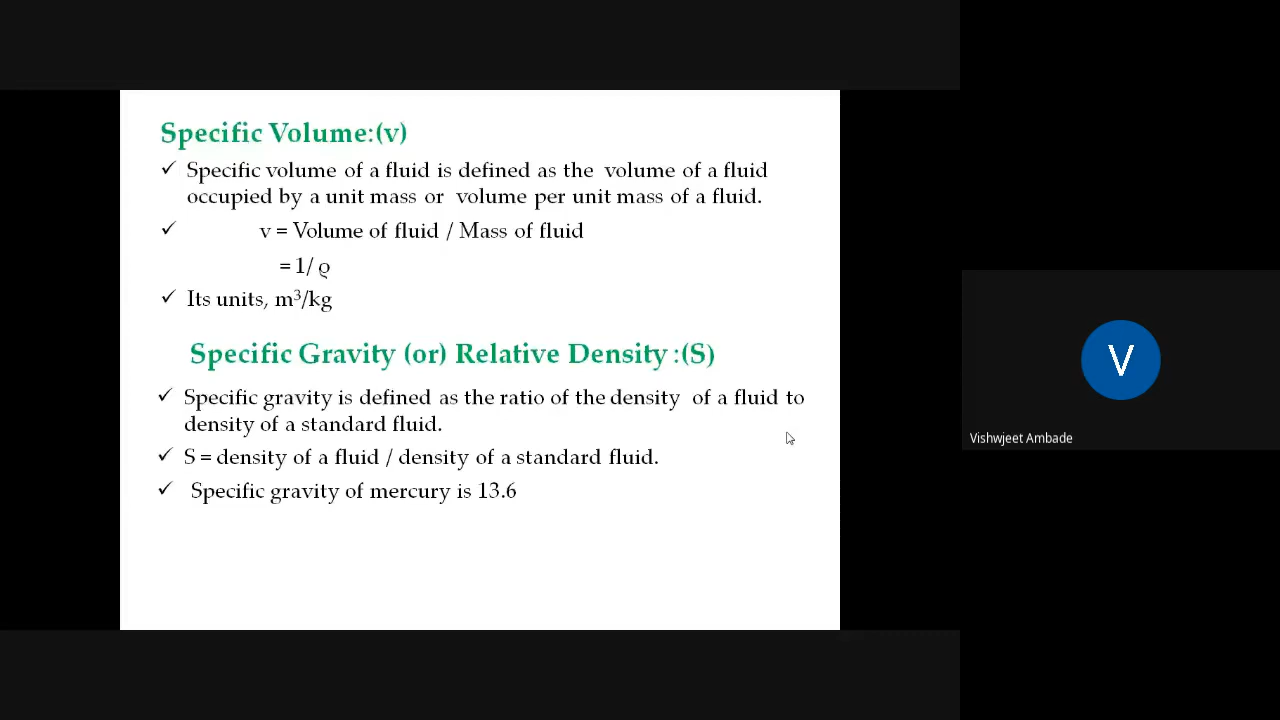 Specific Volume:(v)
✓ Specific volume of a fluid is defined as the volume of a fluid
occupied by a unit mass or volume per unit mass of a fluid.
✓ v = Volume of fluid / Mass of fluid
= 1/ ρ
✓ Its units, m³/kg
Specific Gravity (or) Relative Density :(S)
✓ Specific gravity is defined as the ratio of the density of a fluid to
density of a standard fluid.
✓ S = density of a fluid / density of a standard fluid.
✓ Specific gravity of mercury is 13.6
V
Vishwjeet Ambade